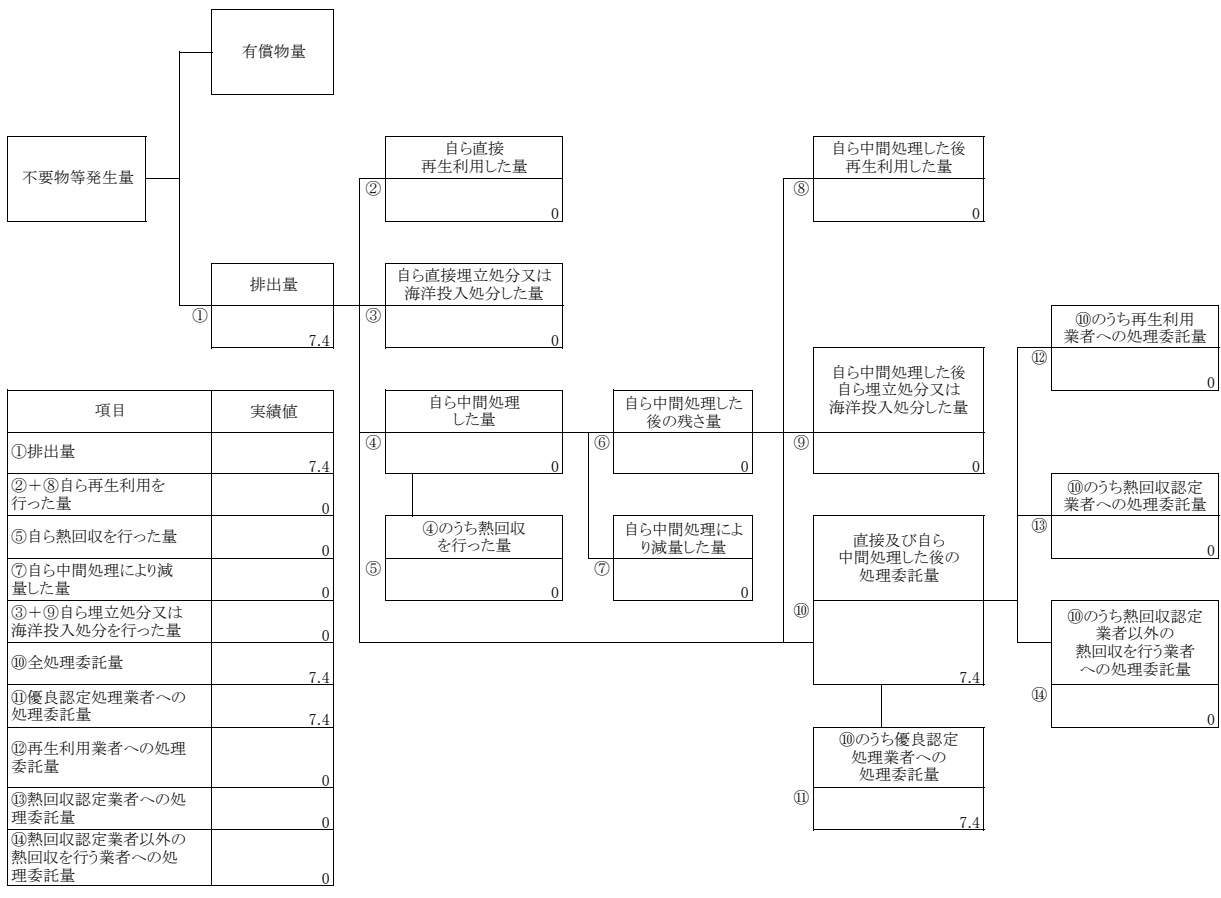 有償物量
不要物等発生量
排出量
①
7.4
自ら直接
再生利用した量
②
0
自ら直接埋立処分又は
海洋投入処分した量
③
0
自ら中間処理
した量
④
0
④のうち熱回収
を行った量
⑤
0
自ら中間処理した
後の残さ量
⑥
0
自ら中間処理によ
り減量した量
⑦
0
自ら中間処理した後
再生利用した量
⑧
0
自ら中間処理した後
自ら埋立処分又は
海洋投入処分した量
⑨
0
直接及び自ら
中間処理した後の
処理委託量
⑩
7.4
⑩のうち優良認定
処理業者への
処理委託量
⑪
7.4
⑩のうち再生利用
業者への処理委託量
⑫
0
⑩のうち熱回収認定
業者への処理委託量
⑬
0
⑩のうち熱回収認定
業者以外の
熱回収を行う業者
への処理委託量
⑭
0
項目 実績値
①排出量
7.4
②＋⑧自ら再生利用を
行った量
0
⑤自ら熱回収を行った量
0
⑦自ら中間処理により減
量した量
0
③＋⑨自ら埋立処分又は
海洋投入処分を行った量
0
⑩全処理委託量
7.4
⑪優良認定処理業者への
処理委託量
7.4
⑫再生利用業者への処理
委託量
0
⑬熱回収認定業者への処
理委託量
0
⑭熱回収認定業者以外の
熱回収を行う業者への処
理委託量
0